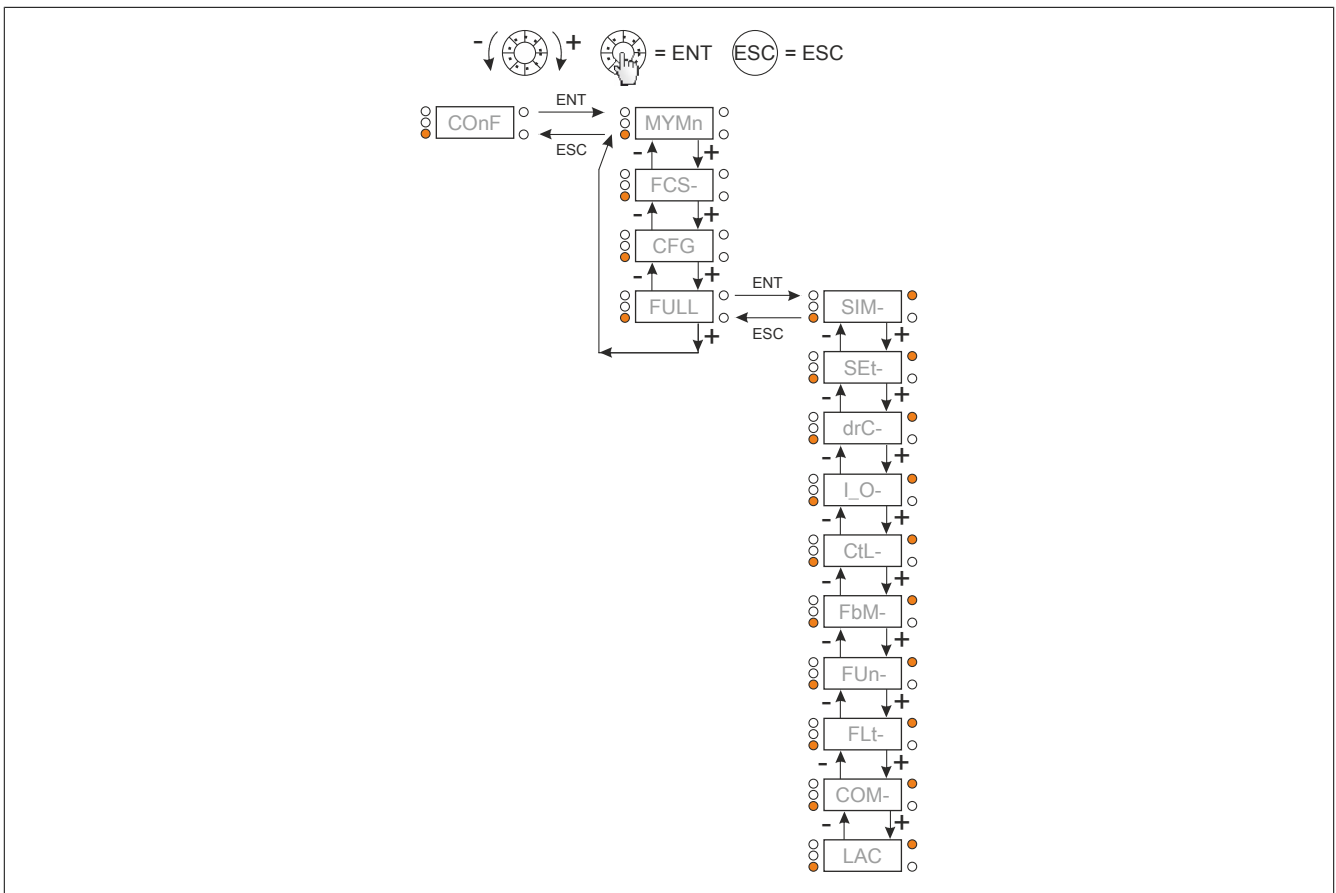 - + = ENT ESC = ESC
COnF ENT MYMn
ESC
- +
FCS-
- +
CFG
- +
FULL ENT SIM-
ESC
+
- +
SEt-
- +
drC-
- +
I_O-
- +
CtL-
- +
FbM-
- +
FUn-
- +
FLt-
- +
COM-
- +
LAC